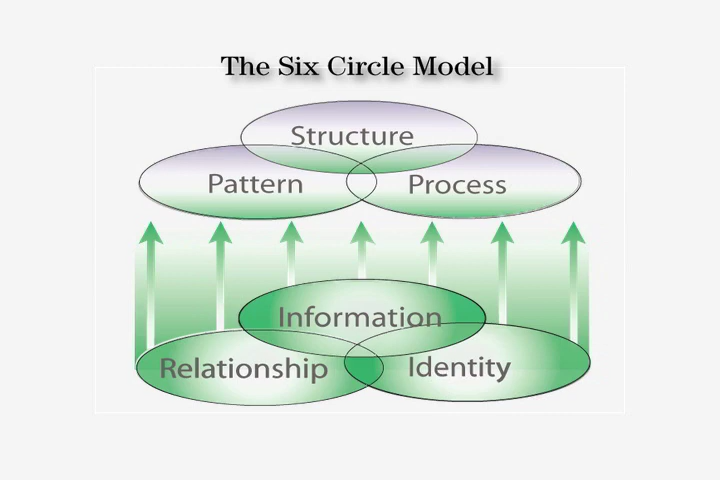 The Six Circle Model
Structure
Pattern
Process
Information
Relationship
Identity